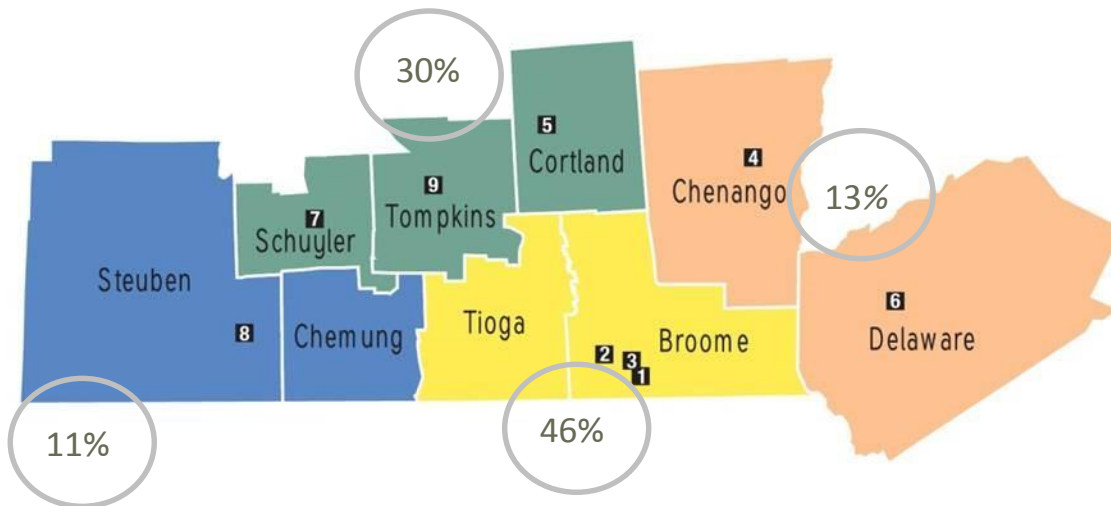 30%
5
Cortland
4
Chenango
13%
9
Tompkins
7
Schuyler
Steuben
8
Chemung
Tioga
2
3
1
Broome
6
Delaware
11%
46%